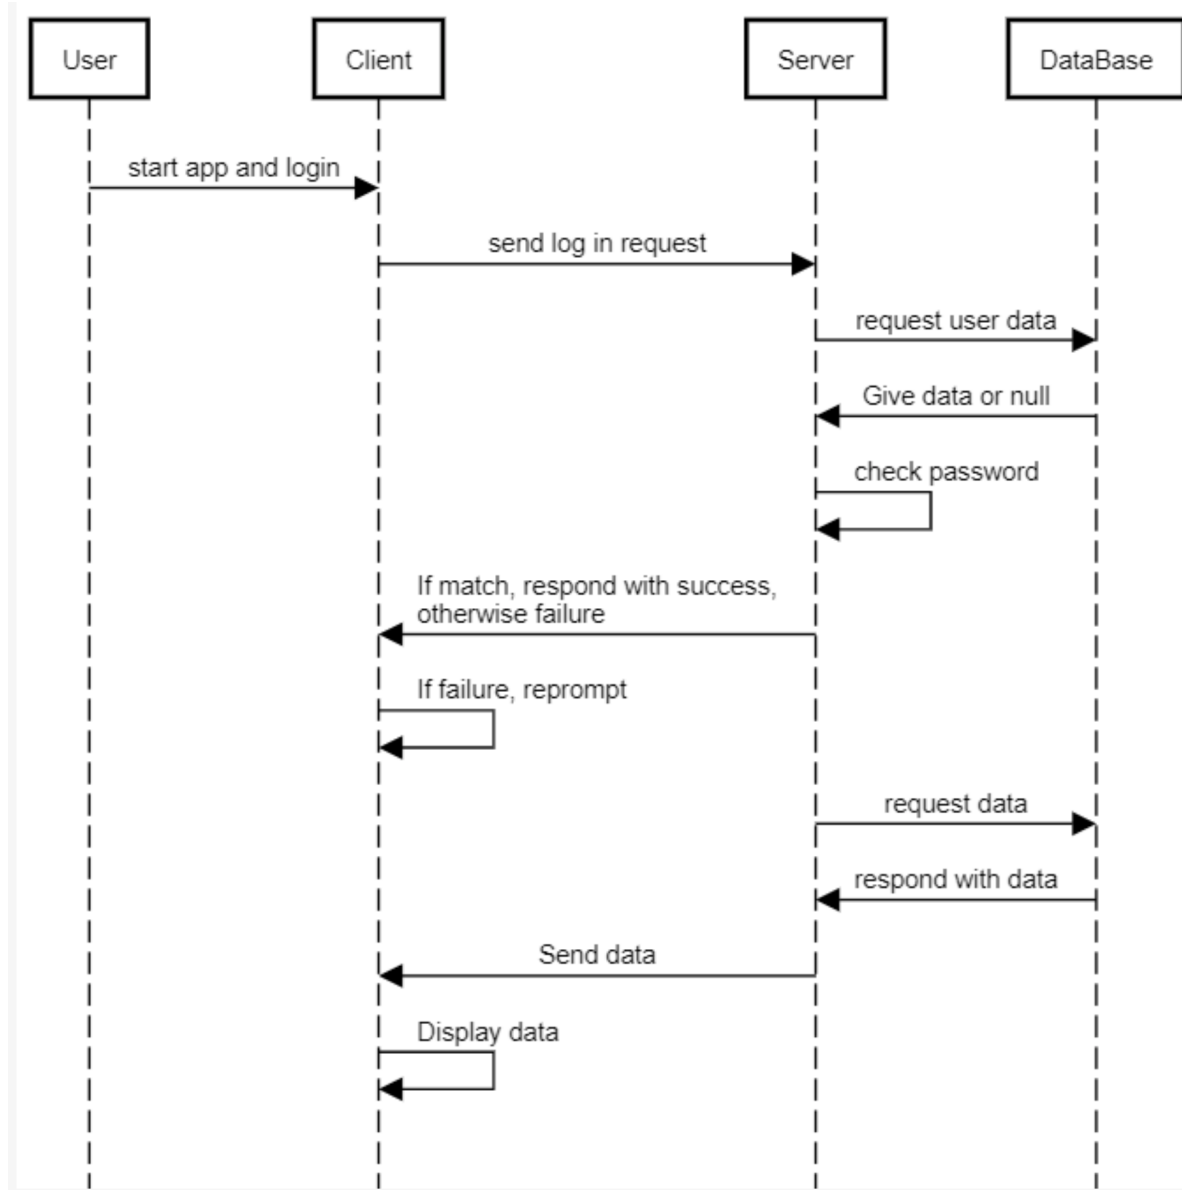 User
Client
Server
DataBase
start app and login
send log in request
request user data
Give data or null
check password
If match, respond with success,
otherwise failure
If failure, reprompt
request data
respond with data
Send data
Display data